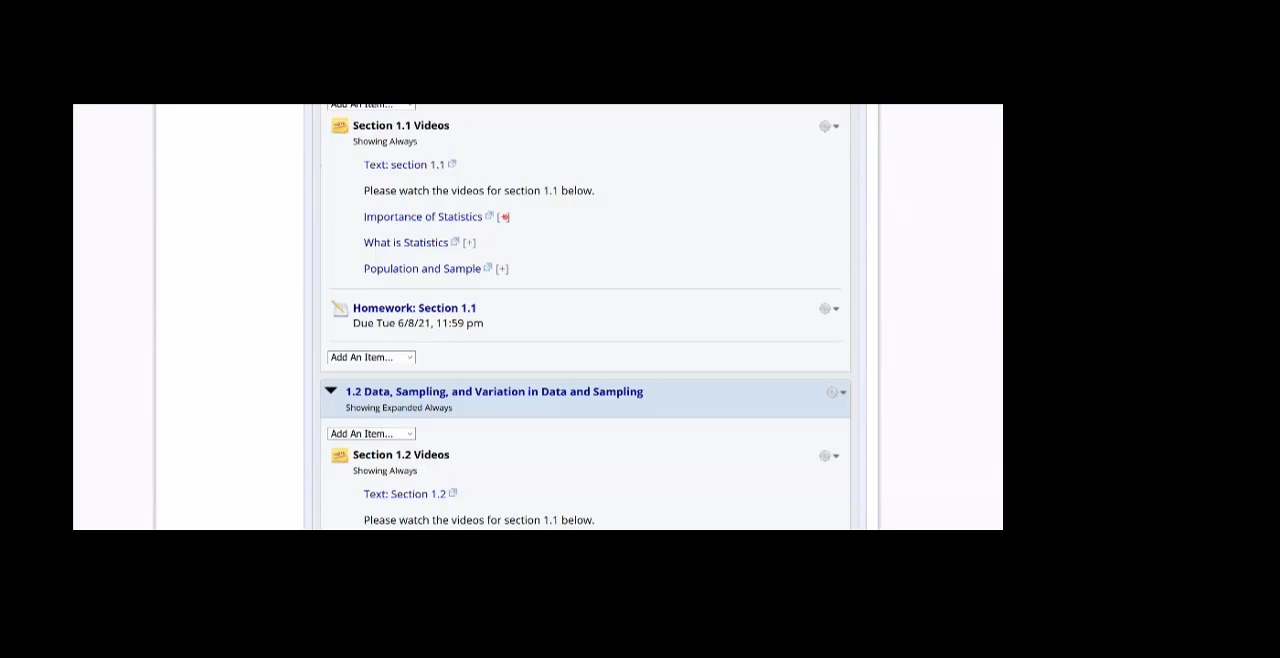 Add An Item...
Section 1.1 Videos
Showing Always
Text: section 1.1
Please watch the videos for section 1.1 below.
Importance of Statistics [+]
What is Statistics [+]
Population and Sample [+]
Homework: Section 1.1
Due Tue 6/8/21, 11:59 pm
Add An Item...
1.2 Data, Sampling, and Variation in Data and Sampling
Showing Expanded Always
Add An Item...
Section 1.2 Videos
Showing Always
Text: Section 1.2
Please watch the videos for section 1.1 below.